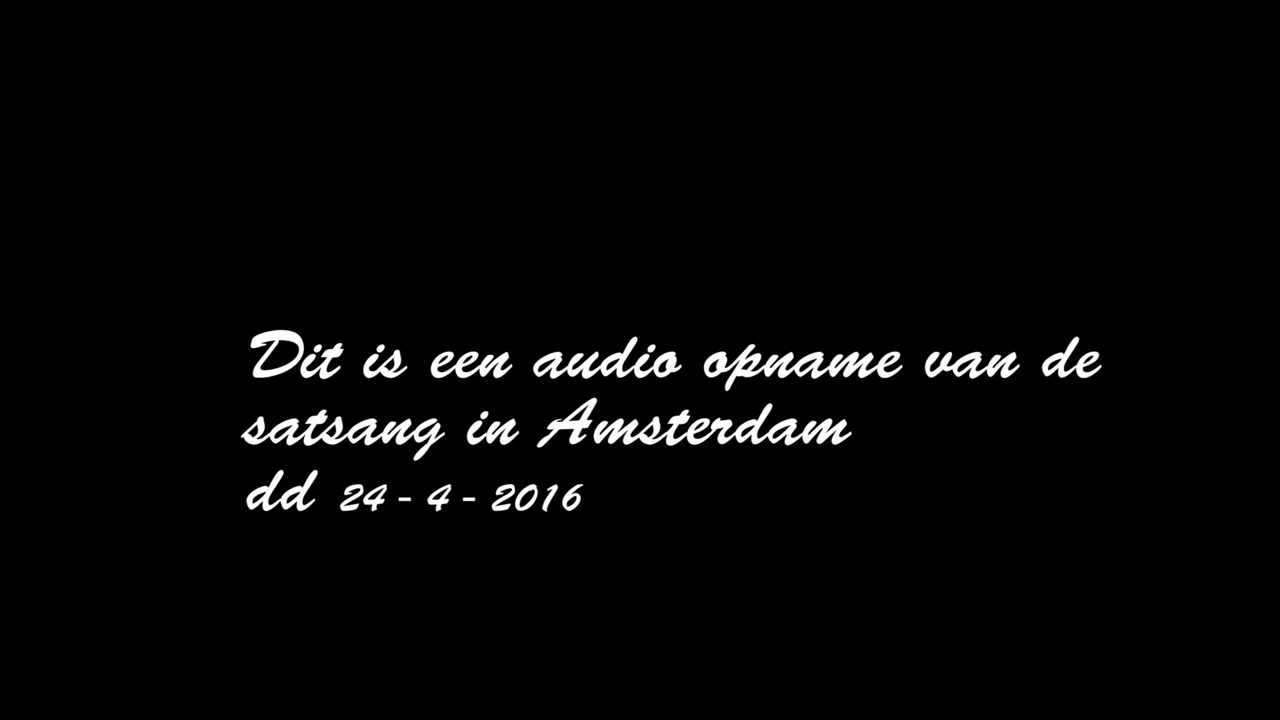 Dit is een audio opname van de
satsang in Amsterdam
dd 24 - 4 - 2016